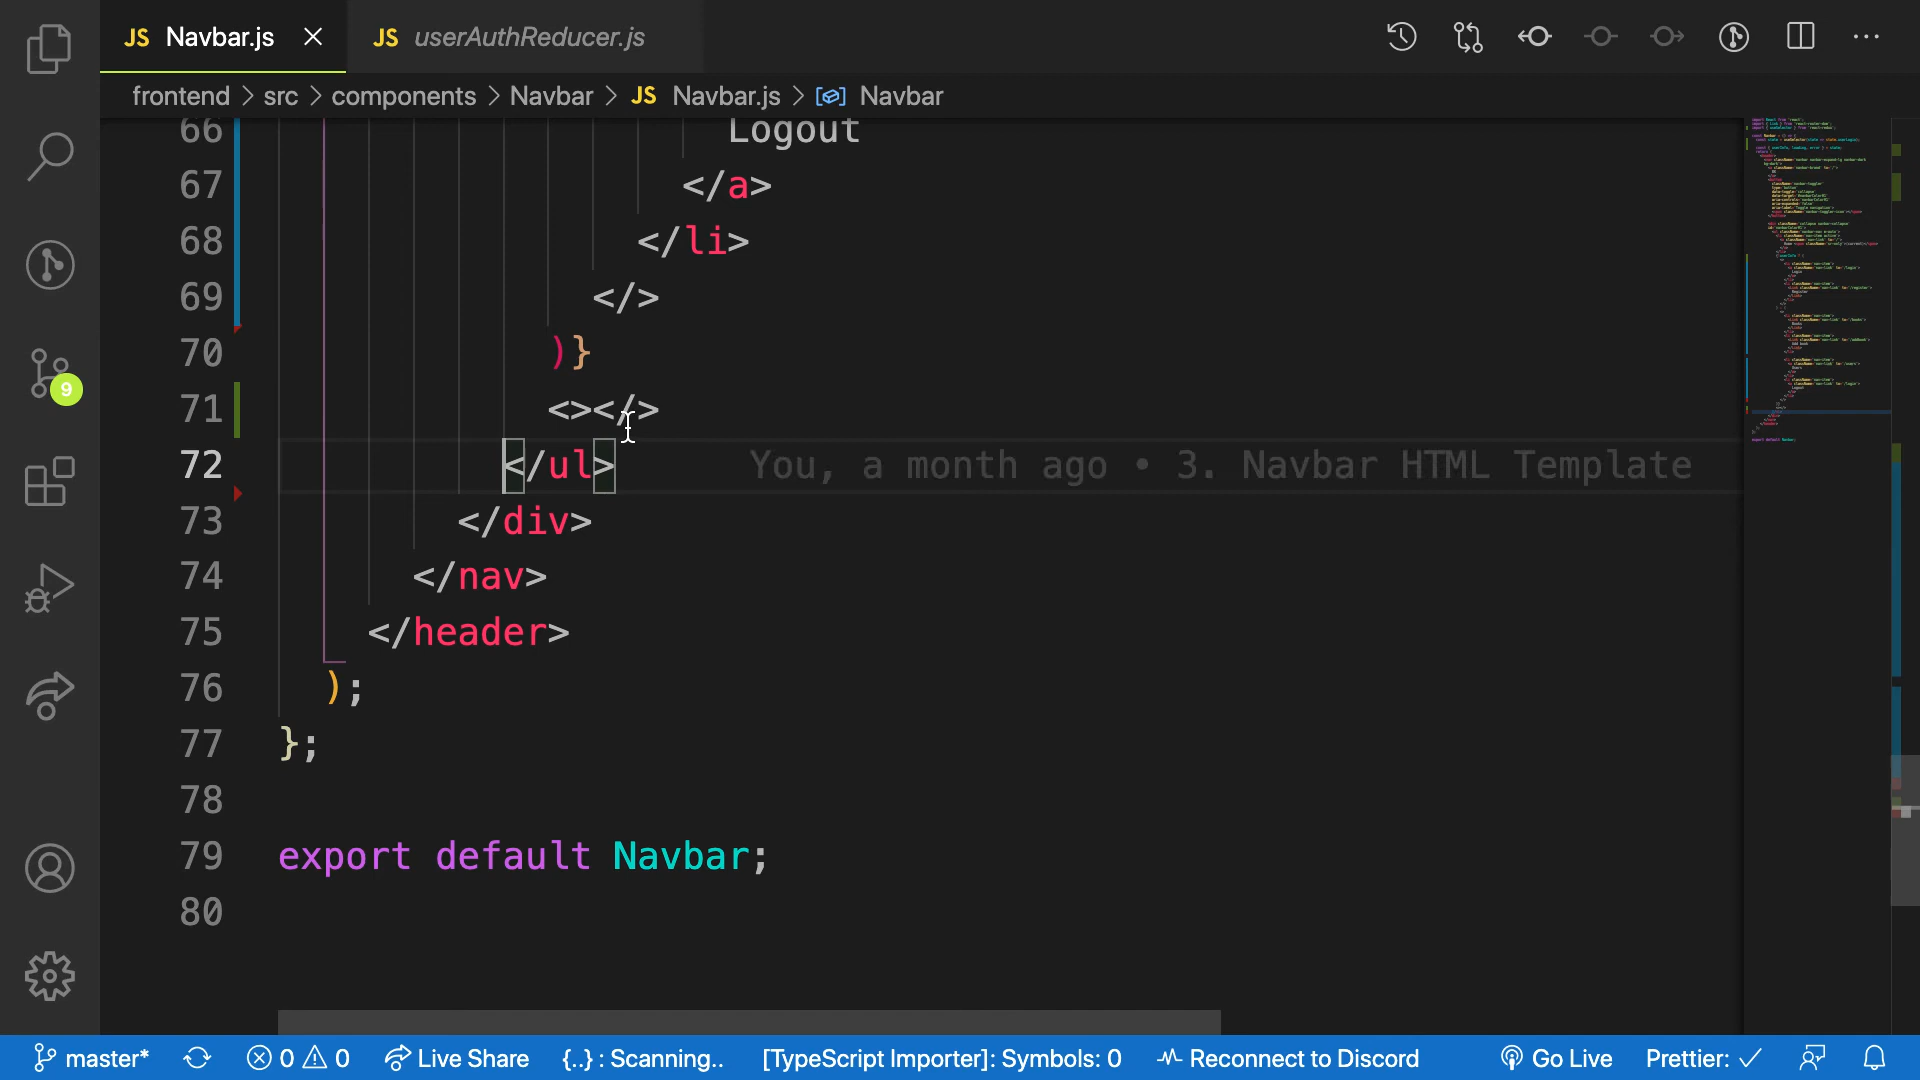 JS Navbar.js
JS userAuthReducer.js
frontend > src > components > Navbar > JS Navbar.js > Navbar
66 Logout
67 </a>
68 </li>
69 </>
70 )}
71 <></>
72 </ul> You, a month ago • 3. Navbar HTML Template
73 </div>
74 </nav>
75 </header>
76 );
77 };
78
79 export default Navbar;
80
9
master* 0 0 Live Share {..} : Scanning.. [TypeScript Importer]: Symbols: 0 Reconnect to Discord Go Live Prettier: ✓